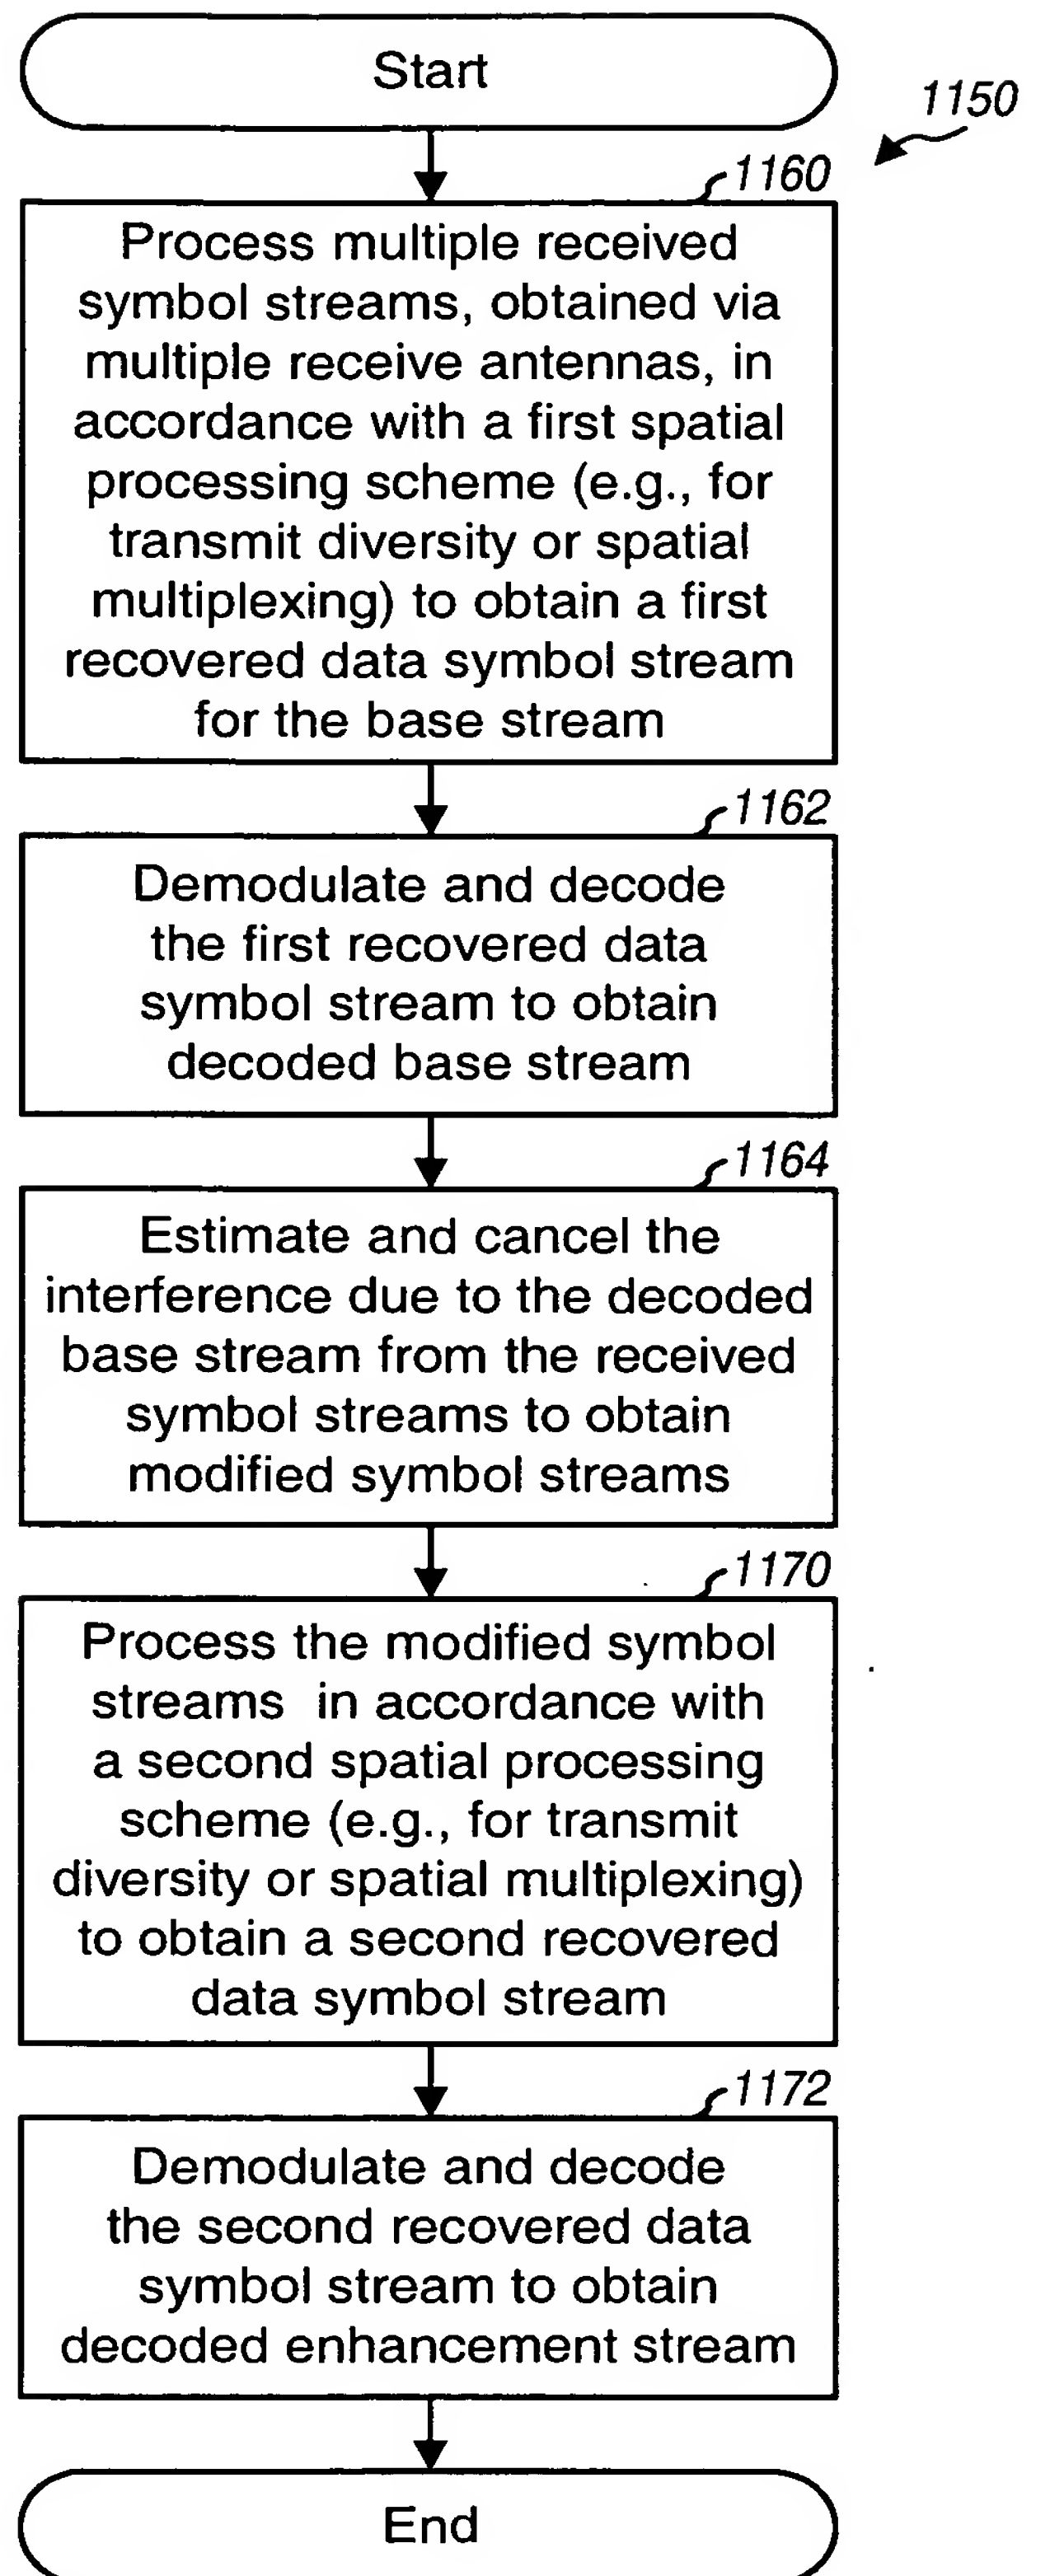 Start
1150
1160
Process multiple received
symbol streams, obtained via
multiple receive antennas, in
accordance with a first spatial
processing scheme (e.g., for
transmit diversity or spatial
multiplexing) to obtain a first
recovered data symbol stream
for the base stream
1162
Demodulate and decode
the first recovered data
symbol stream to obtain
decoded base stream
1164
Estimate and cancel the
interference due to the decoded
base stream from the received
symbol streams to obtain
modified symbol streams
1170
Process the modified symbol
streams in accordance with
a second spatial processing
scheme (e.g., for transmit
diversity or spatial multiplexing)
to obtain a second recovered
data symbol stream
1172
Demodulate and decode
the second recovered data
symbol stream to obtain
decoded enhancement stream
End